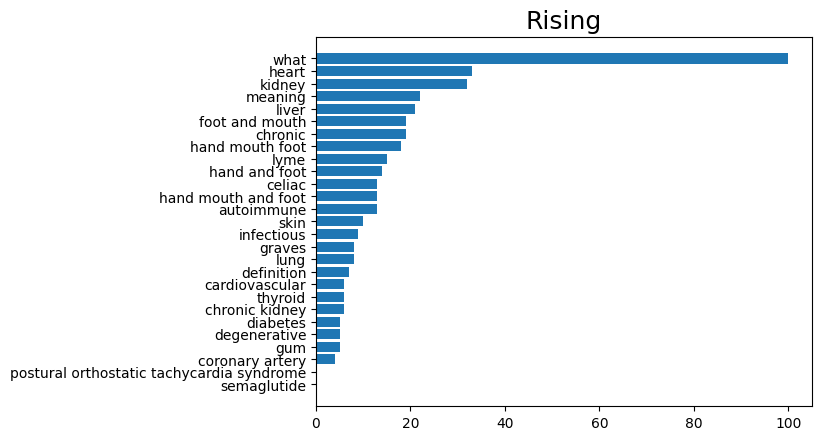 Rising
what
heart
kidney
meaning
liver
foot and mouth
chronic
hand mouth foot
lyme
hand and foot
celiac
hand mouth and foot
autoimmune
skin
infectious
graves
lung
definition
cardiovascular
thyroid
chronic kidney
diabetes
degenerative
gum
coronary artery
postural orthostatic tachycardia syndrome
semaglutide
0 20 40 60 80 100